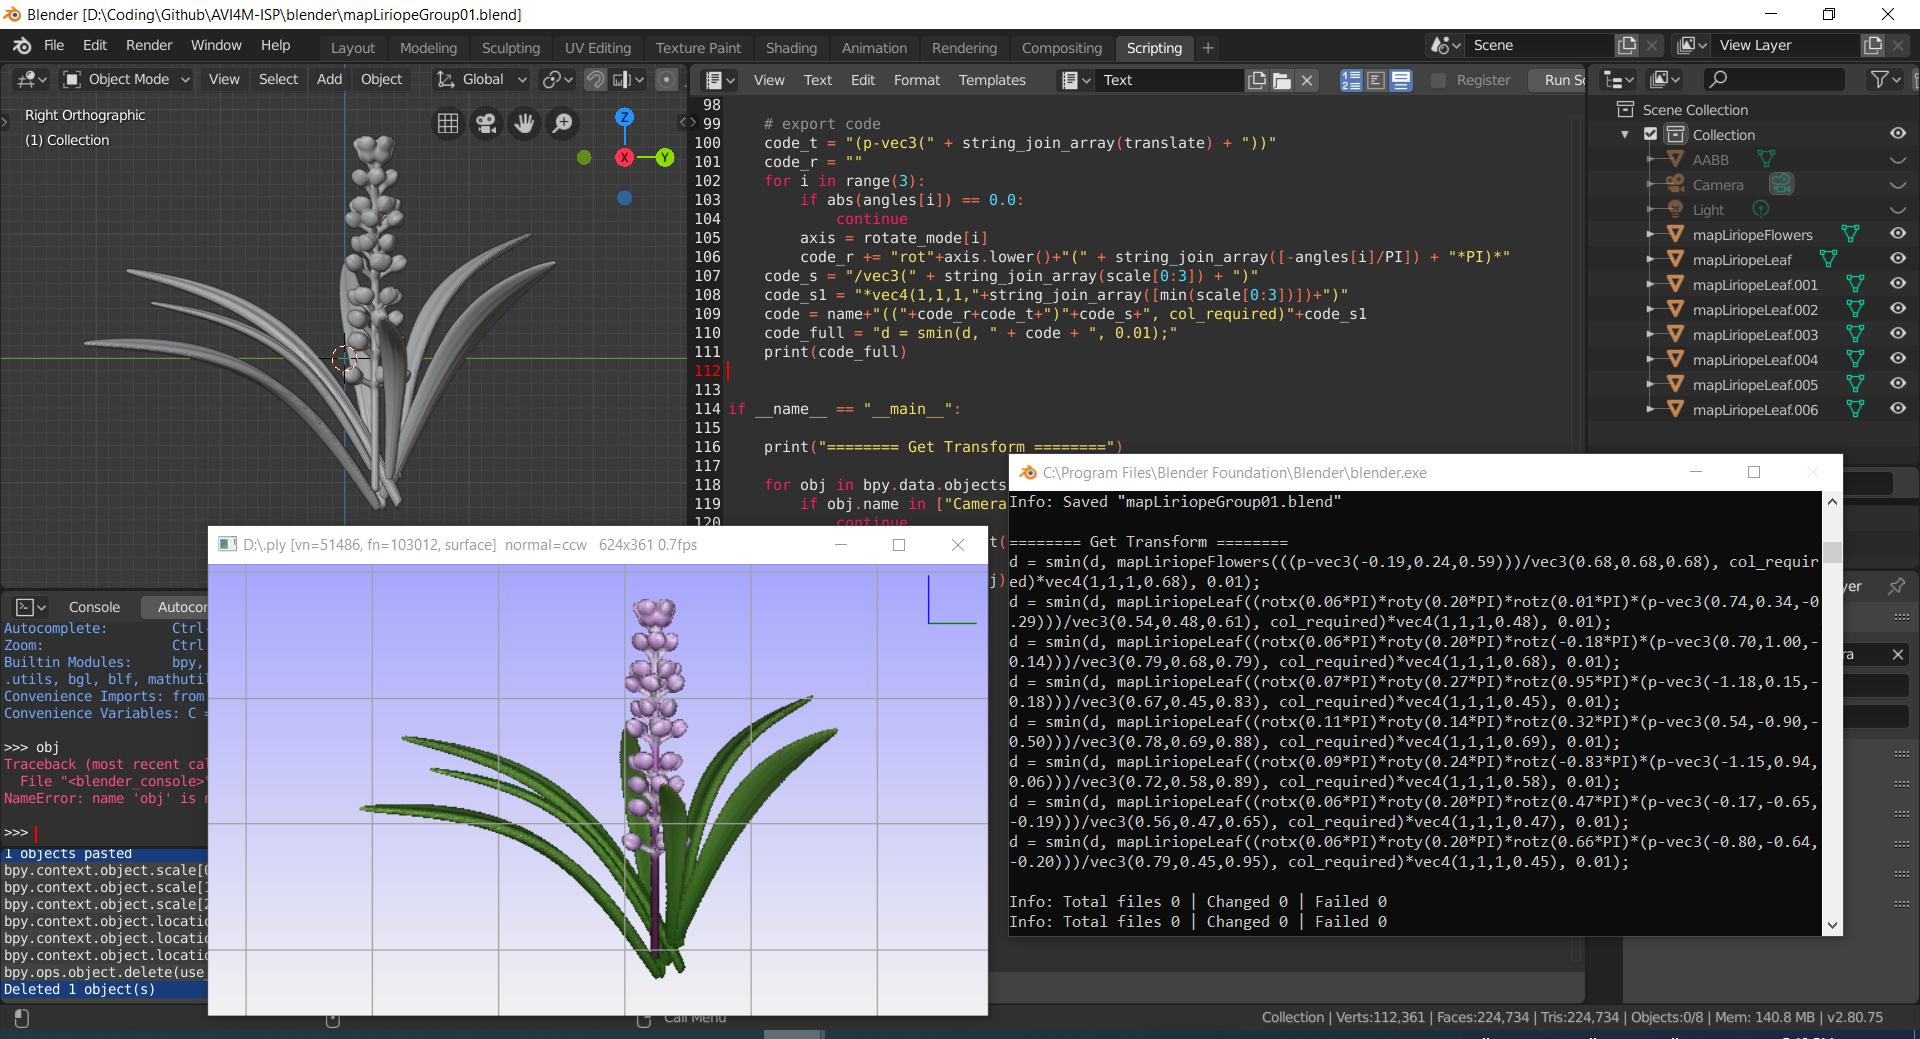 Blender [D:\Coding\Github\AVI4M-ISP\blender\mapLiriopeGroup01.blend]
File Edit Render Window Help Layout Modeling Sculpting UV Editing Texture Paint Shading Animation Rendering Compositing Scripting + Scene View Layer
Object Mode View Select Add Object Global
View Text Edit Format Templates Text Register Run Sc
Right Orthographic
(1) Collection
Z
X
Y
98
99 # export code
100 code_t = "(p-vec3(" + string_join_array(translate) + "))"
101 code_r = ""
102 for i in range(3):
103 if abs(angles[i]) == 0.0:
104 continue
105 axis = rotate_mode[i]
106 code_r += "rot"+axis.lower()+"(" + string_join_array([-angles[i]/PI]) + "*PI)*"
107 code_s = "/vec3(" + string_join_array(scale[0:3]) + ")"
108 code_s1 = "*vec4(1,1,1,"+string_join_array([min(scale[0:3])])+")"
109 code = name+"(("+code_r+code_t+")"+code_s+", col_required)"+code_s1
110 code_full = "d = smin(d, " + code + ", 0.01);"
111 print(code_full)
112
113
114 if __name__ == "__main__":
115
116 print("======== Get Transform ========")
117
118 for obj in bpy.data.objects
119 if obj.name in ["Camera
120 continue
t(
j)
Scene Collection
Collection
AABB
Camera
Light
mapLiriopeFlowers
mapLiriopeLeaf
mapLiriopeLeaf.001
mapLiriopeLeaf.002
mapLiriopeLeaf.003
mapLiriopeLeaf.004
mapLiriopeLeaf.005
mapLiriopeLeaf.006
yer
ra
C:\Program Files\Blender Foundation\Blender\blender.exe
Info: Saved "mapLiriopeGroup01.blend"
======== Get Transform ========
d = smin(d, mapLiriopeFlowers(((p-vec3(-0.19,0.24,0.59)))/vec3(0.68,0.68,0.68), col_requir
ed)*vec4(1,1,1,0.68), 0.01);
d = smin(d, mapLiriopeLeaf((rotx(0.06*PI)*roty(0.20*PI)*rotz(0.01*PI)*(p-vec3(0.74,0.34,-0
.29)))/vec3(0.54,0.48,0.61), col_required)*vec4(1,1,1,0.48), 0.01);
d = smin(d, mapLiriopeLeaf((rotx(0.06*PI)*roty(0.20*PI)*rotz(-0.18*PI)*(p-vec3(0.70,1.00,-
0.14)))/vec3(0.79,0.68,0.79), col_required)*vec4(1,1,1,0.68), 0.01);
d = smin(d, mapLiriopeLeaf((rotx(0.07*PI)*roty(0.27*PI)*rotz(0.95*PI)*(p-vec3(-1.18,0.15,-
0.18)))/vec3(0.67,0.45,0.83), col_required)*vec4(1,1,1,0.45), 0.01);
d = smin(d, mapLiriopeLeaf((rotx(0.11*PI)*roty(0.14*PI)*rotz(0.32*PI)*(p-vec3(0.54,-0.90,-
0.50)))/vec3(0.78,0.69,0.88), col_required)*vec4(1,1,1,0.69), 0.01);
d = smin(d, mapLiriopeLeaf((rotx(0.09*PI)*roty(0.24*PI)*rotz(-0.83*PI)*(p-vec3(-1.15,0.94,
0.06)))/vec3(0.72,0.58,0.89), col_required)*vec4(1,1,1,0.58), 0.01);
d = smin(d, mapLiriopeLeaf((rotx(0.06*PI)*roty(0.20*PI)*rotz(0.47*PI)*(p-vec3(-0.17,-0.65,
-0.19)))/vec3(0.56,0.47,0.65), col_required)*vec4(1,1,1,0.47), 0.01);
d = smin(d, mapLiriopeLeaf((rotx(0.06*PI)*roty(0.20*PI)*rotz(0.66*PI)*(p-vec3(-0.80,-0.64,
-0.20)))/vec3(0.79,0.45,0.95), col_required)*vec4(1,1,1,0.45), 0.01);
Info: Total files 0 | Changed 0 | Failed 0
Info: Total files 0 | Changed 0 | Failed 0
D:\.ply [vn=51486, fn=103012, surface] normal=ccw 624x361 0.7fps
Console Autocor
Autocomplete: Ctrl-
Zoom: Ctrl
Builtin Modules: bpy,
.utils, bgl, blf, mathutil
Convenience Imports: from
Convenience Variables: C =
>>> obj
Traceback (most recent cal
File "<blender_console>"
NameError: name 'obj' is n
>>>
1 objects pasted
bpy.context.object.scale[0
bpy.context.object.scale[1
bpy.context.object.scale[2
bpy.context.object.locatio
bpy.context.object.locatio
bpy.context.object.locatio
bpy.ops.object.delete(use_
Deleted 1 object(s)
Call Menu
Collection | Verts:112,361 | Faces:224,734 | Tris:224,734 | Objects:0/8 | Mem: 140.8 MB | v2.80.75